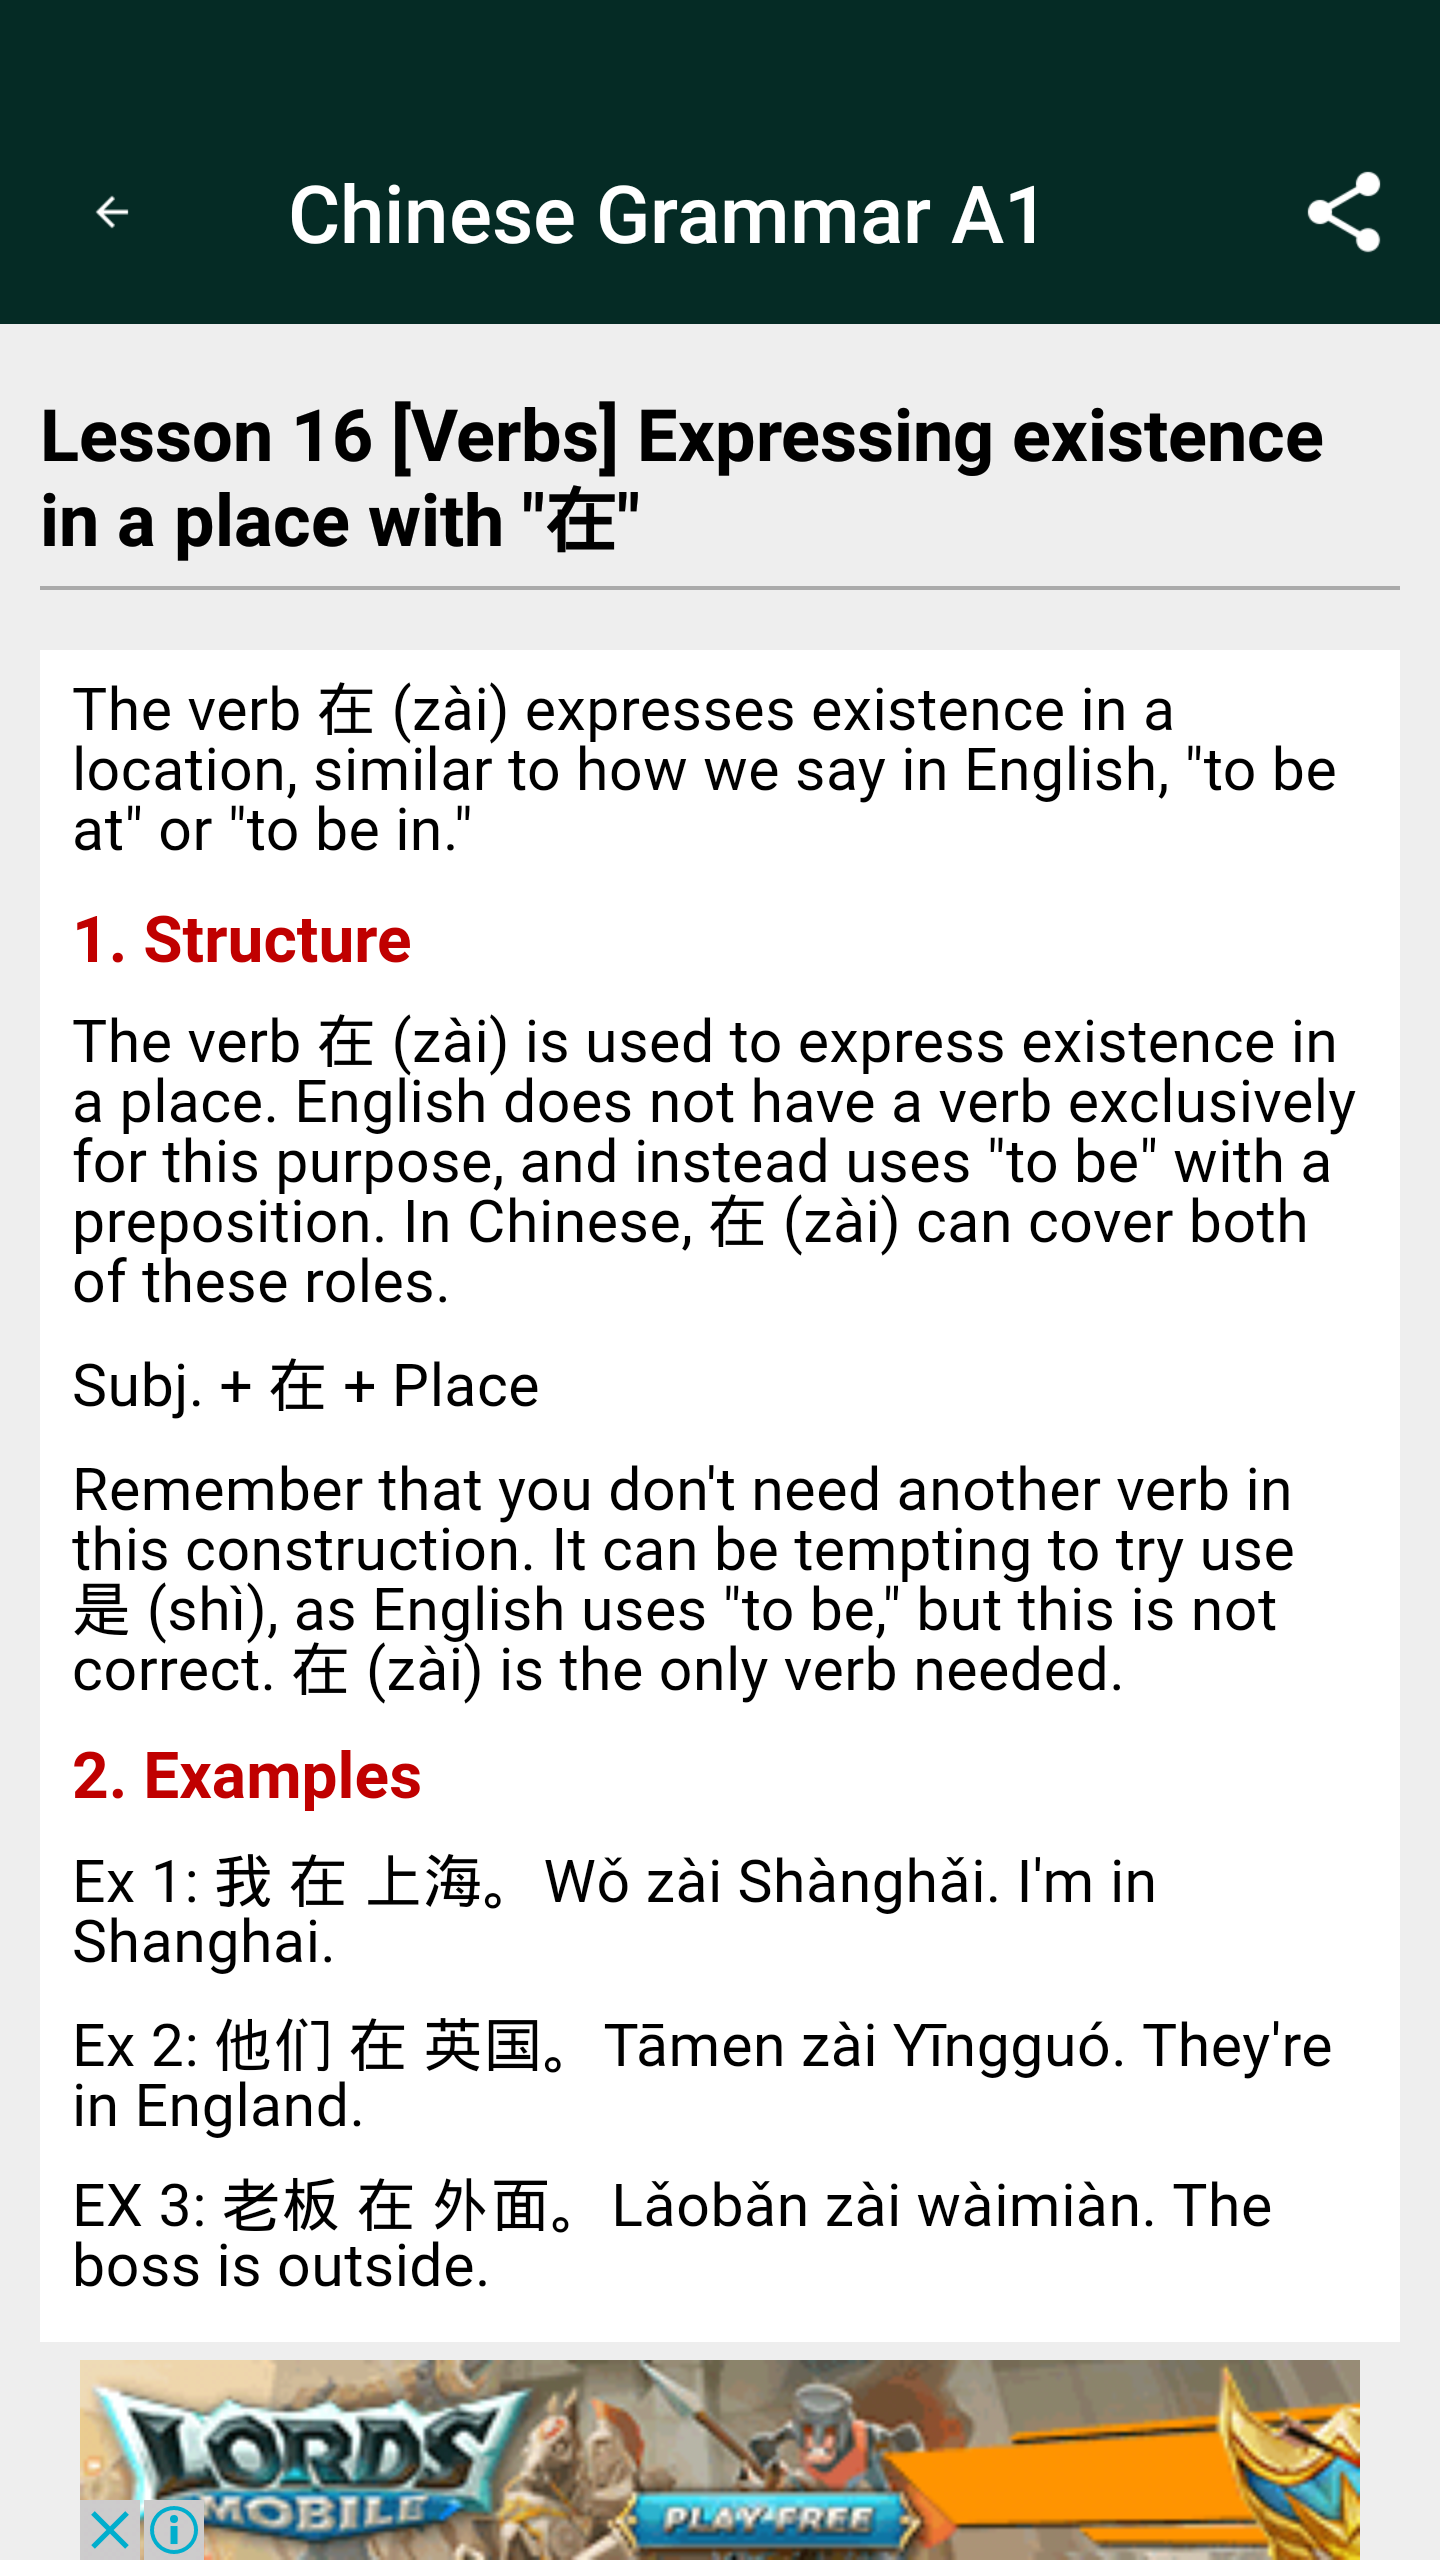 Chinese Grammar A1
Lesson 16 [Verbs] Expressing existence
in a place with "在"
The verb 在 (zài) expresses existence in a
location, similar to how we say in English, "to be
at" or "to be in."
1. Structure
The verb 在 (zài) is used to express existence in
a place. English does not have a verb exclusively
for this purpose, and instead uses "to be" with a
preposition. In Chinese, 在 (zài) can cover both
of these roles.
Subj. + 在 + Place
Remember that you don't need another verb in
this construction. It can be tempting to try use
是 (shì), as English uses "to be," but this is not
correct. 在 (zài) is the only verb needed.
2. Examples
Ex 1: 我 在 上海。Wǒ zài Shànghǎi. I'm in
Shanghai.
Ex 2: 他们 在 英国。Tāmen zài Yīngguó. They're
in England.
EX 3: 老板 在 外面。Lǎobǎn zài wàimiàn. The
boss is outside.
LORDS
MOBILE
PLAY FREE